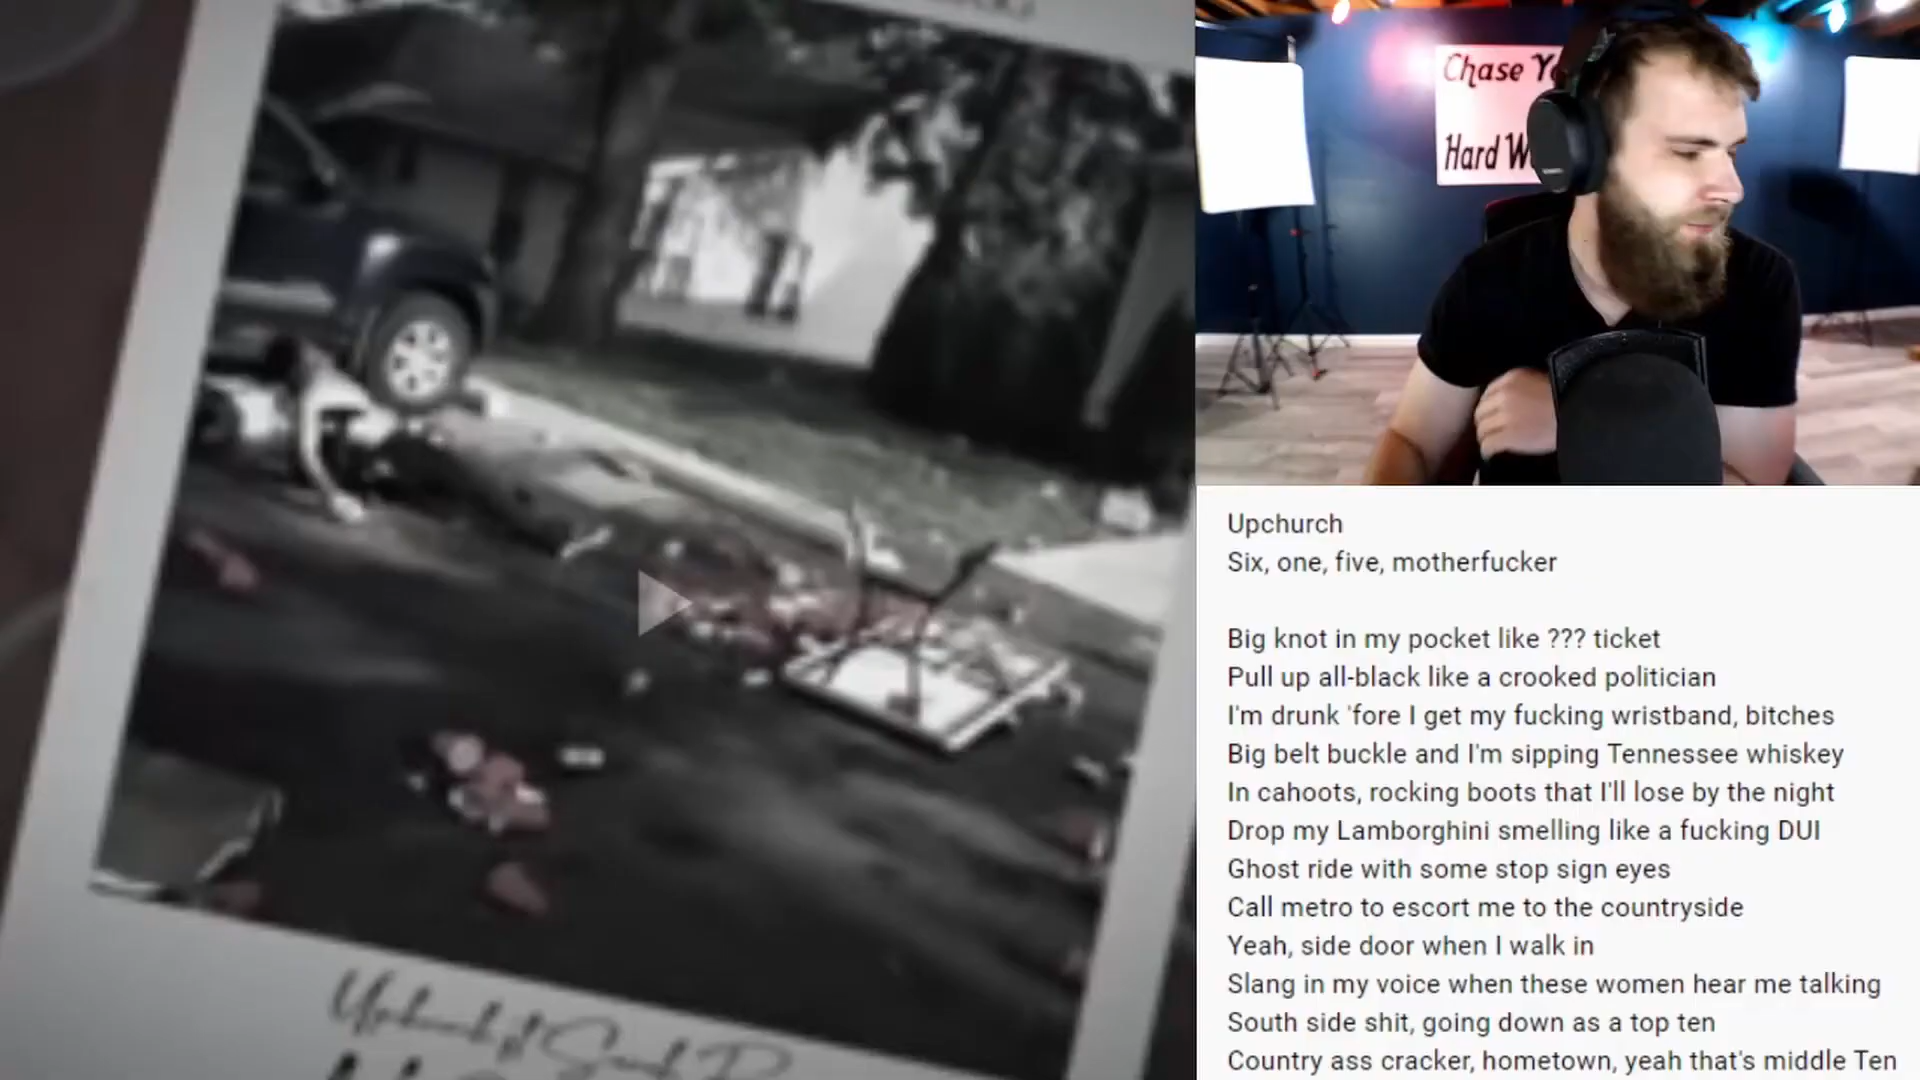 Chase Yo
Hard W
Upchurch
Six, one, five, motherfucker
Big knot in my pocket like ??? ticket
Pull up all-black like a crooked politician
I'm drunk 'fore I get my fucking wristband, bitches
Big belt buckle and I'm sipping Tennessee whiskey
In cahoots, rocking boots that I'll lose by the night
Drop my Lamborghini smelling like a fucking DUI
Ghost ride with some stop sign eyes
Call metro to escort me to the countryside
Yeah, side door when I walk in
Slang in my voice when these women hear me talking
South side shit, going down as a top ten
Country ass cracker, hometown, yeah that's middle Ten